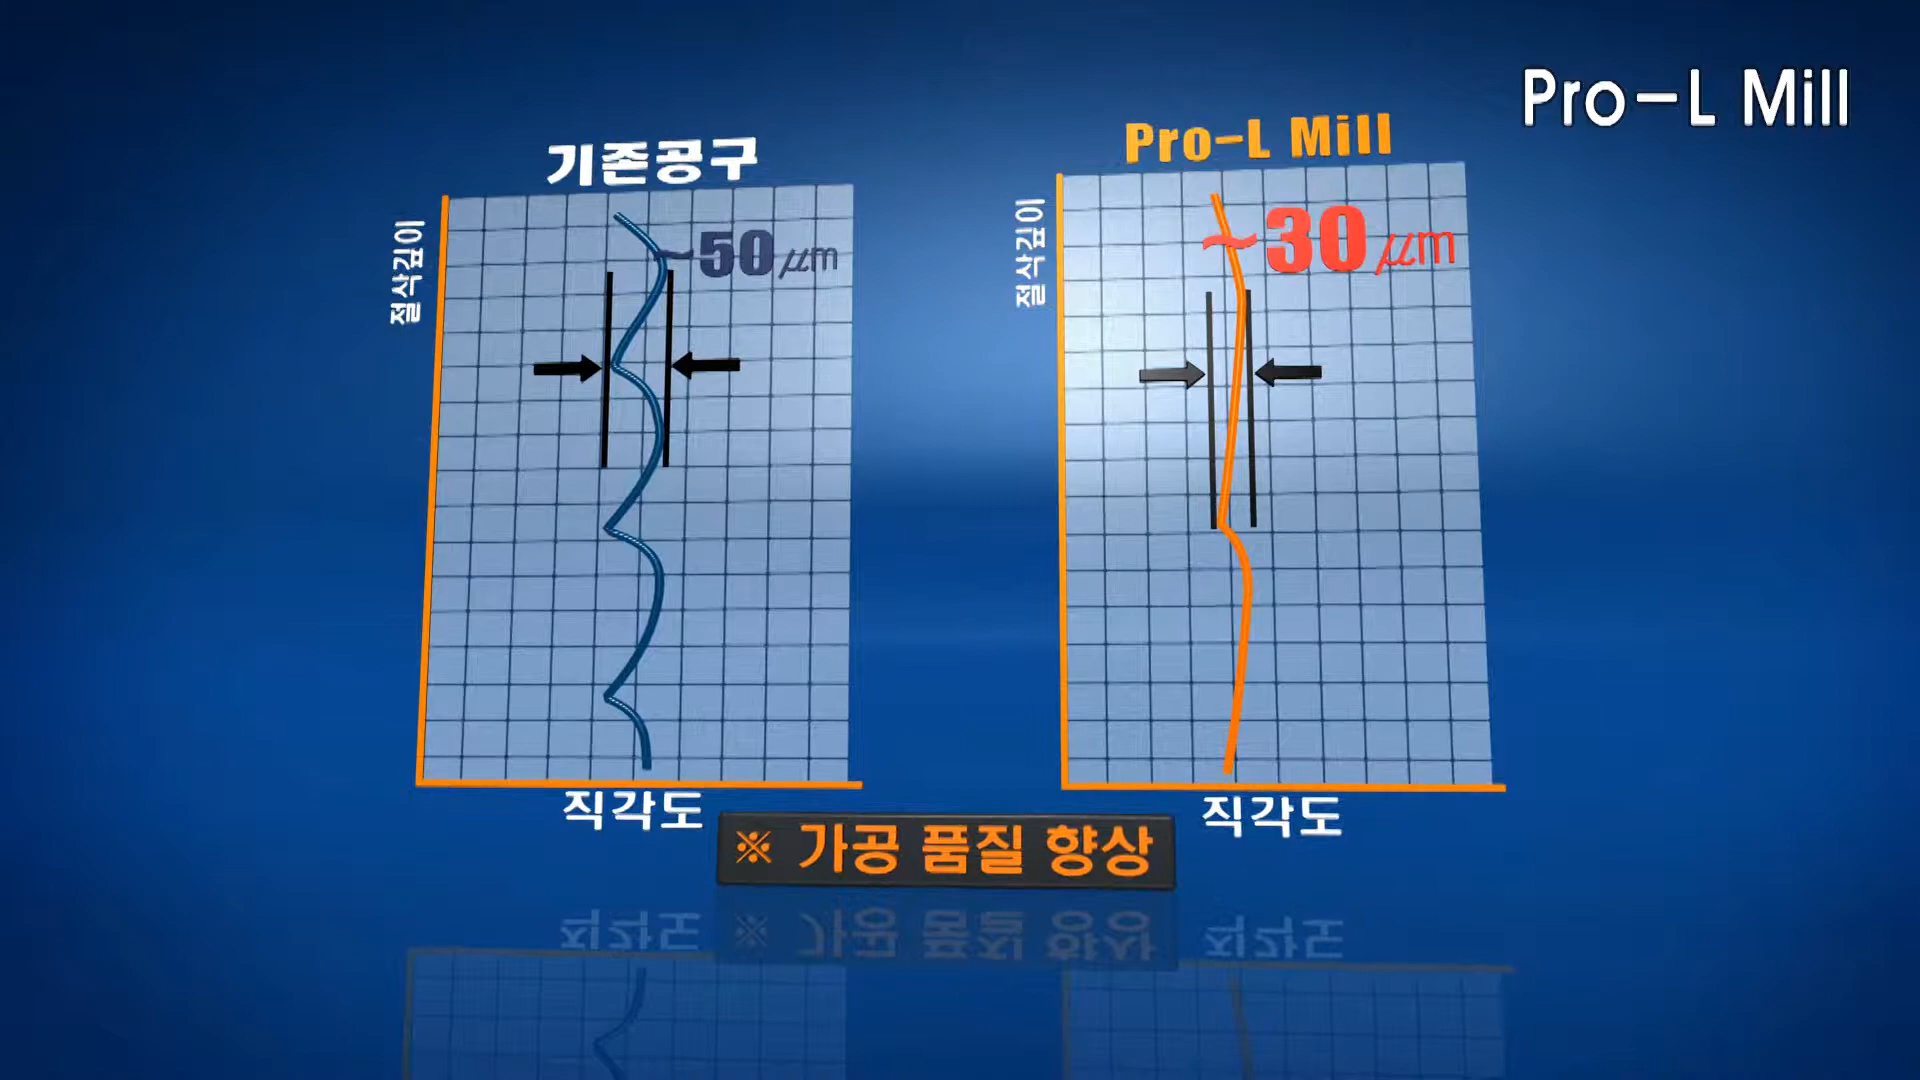 Pro-L Mill
기존공구
절삭깊이
~50㎛
직각도
Pro-L Mill
절삭깊이
~30㎛
직각도
※ 가공 품질 향상